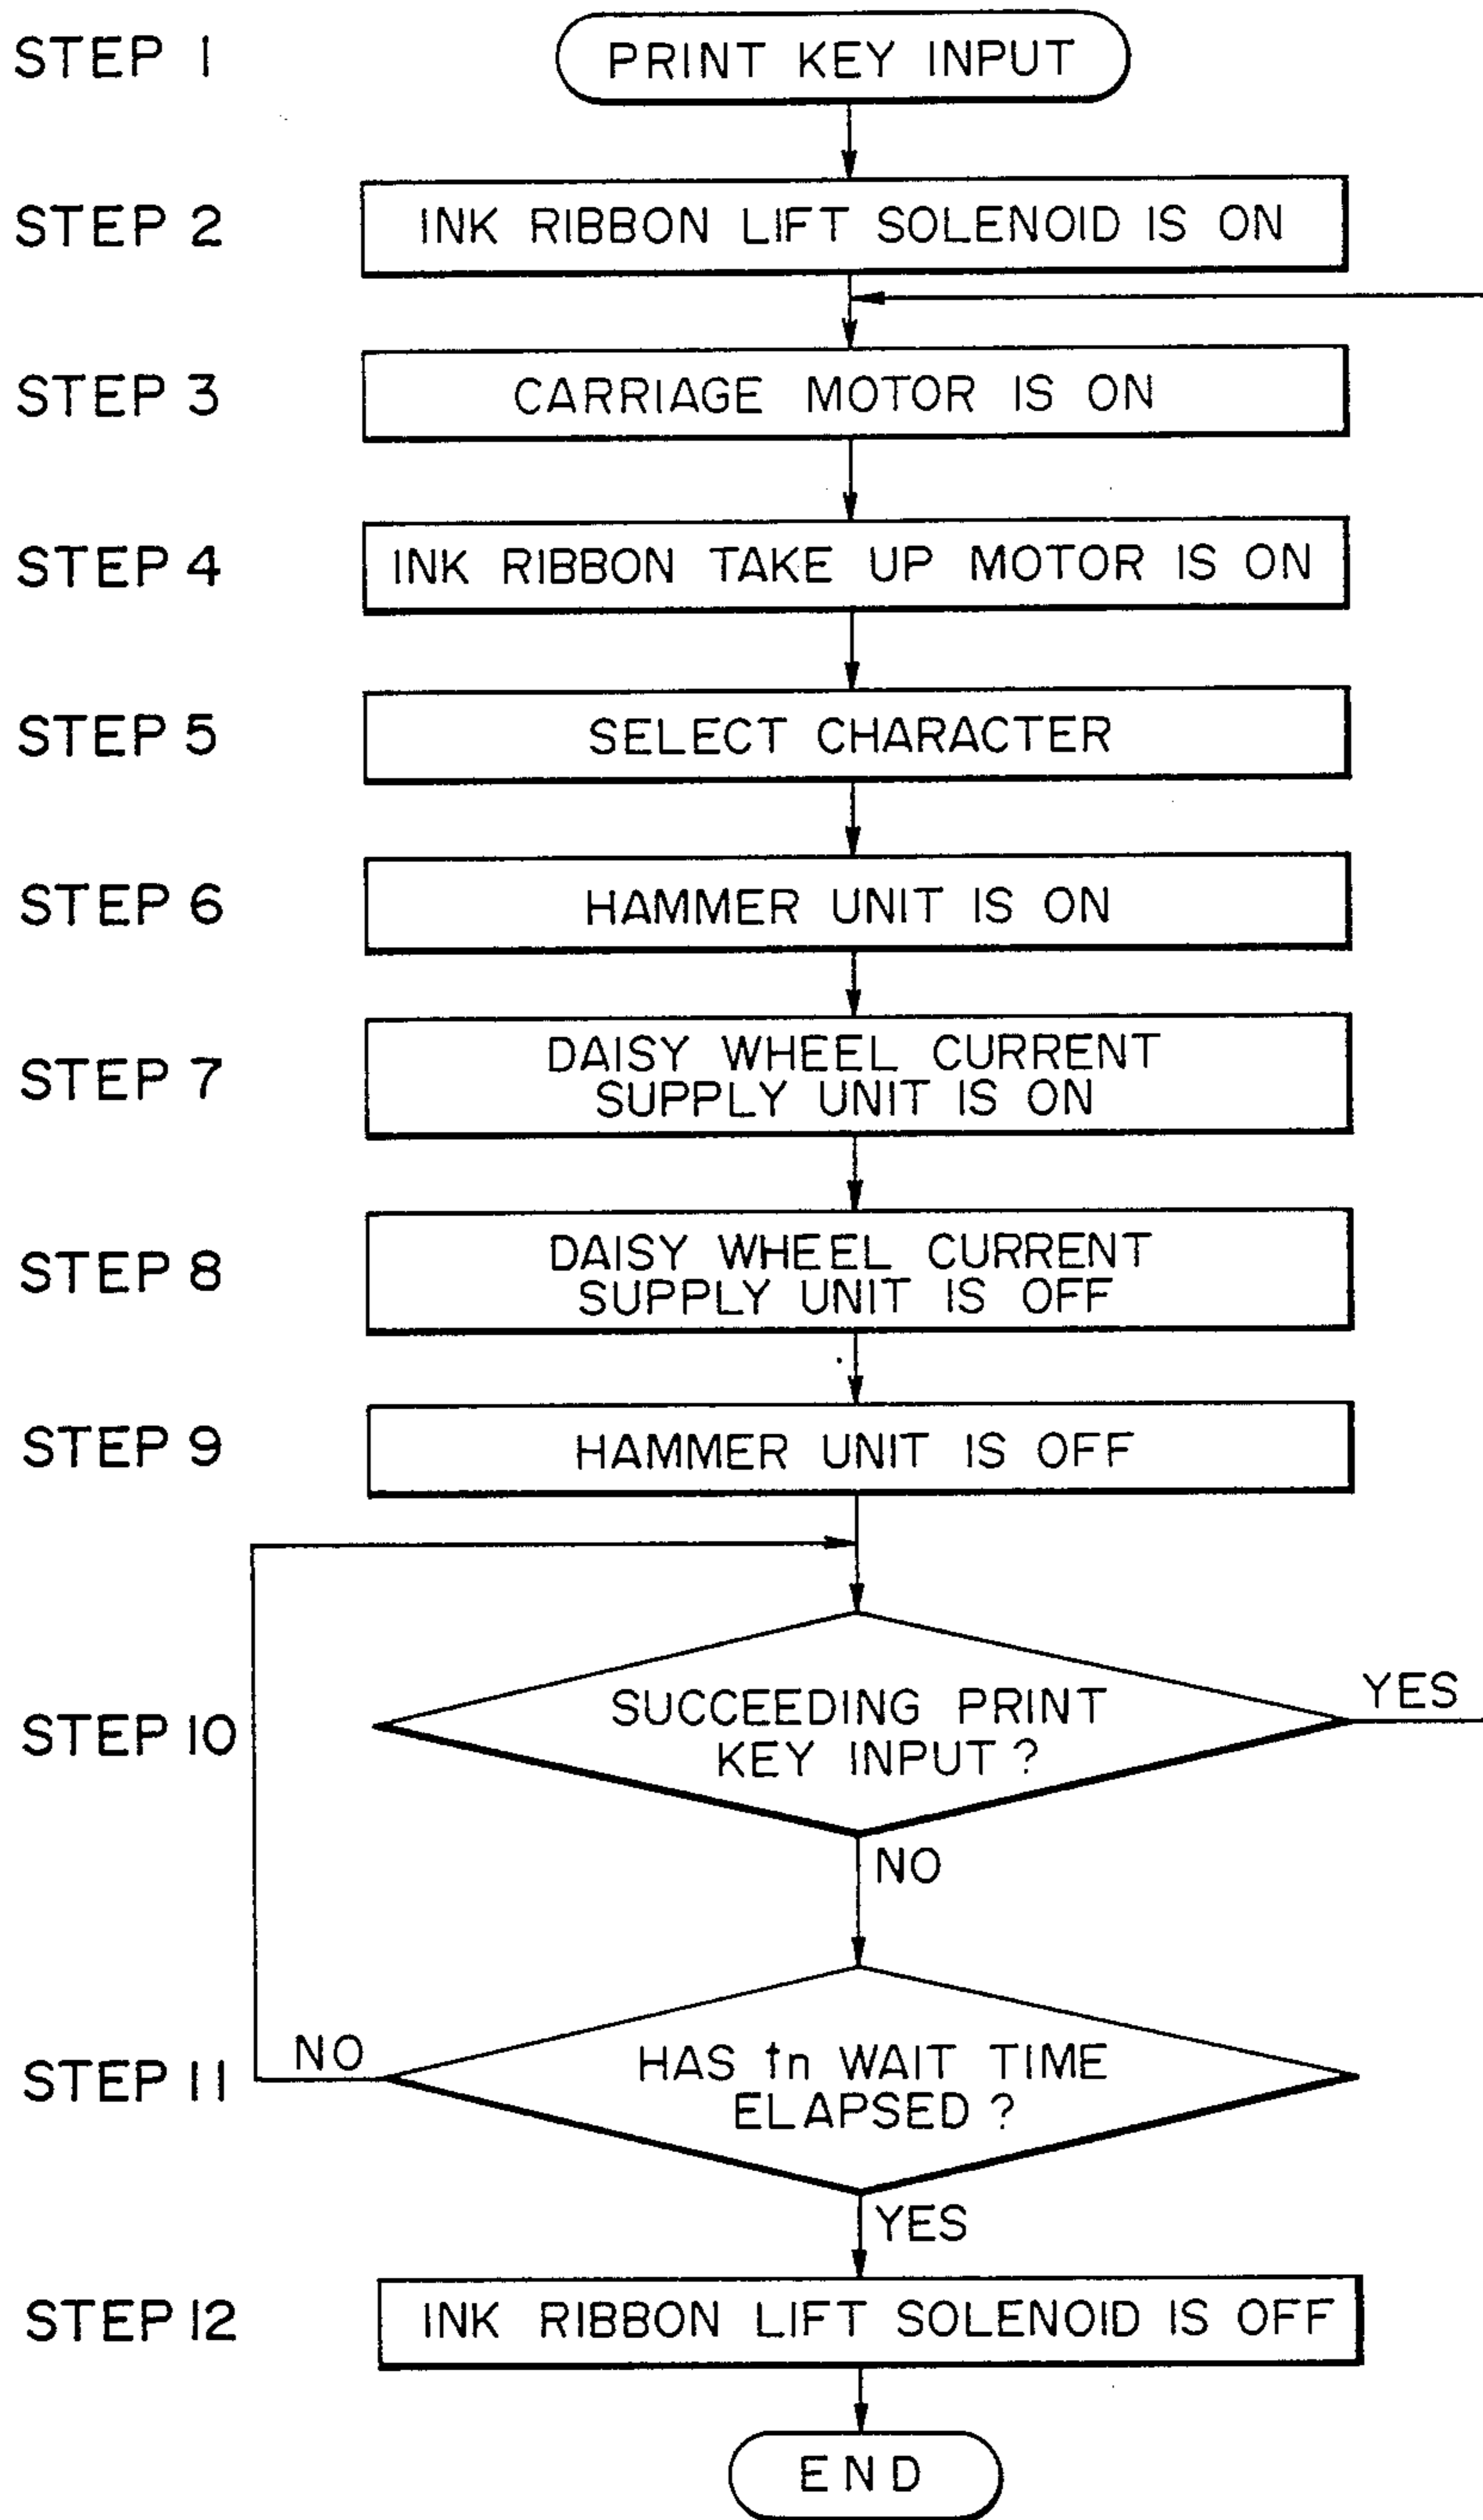 STEP 1
PRINT KEY INPUT
STEP 2
INK RIBBON LIFT SOLENOID IS ON
STEP 3
CARRIAGE MOTOR IS ON
STEP 4
INK RIBBON TAKE UP MOTOR IS ON
STEP 5
SELECT CHARACTER
STEP 6
HAMMER UNIT IS ON
STEP 7
DAISY WHEEL CURRENT
SUPPLY UNIT IS ON
STEP 8
DAISY WHEEL CURRENT
SUPPLY UNIT IS OFF
STEP 9
HAMMER UNIT IS OFF
STEP 10
SUCCEEDING PRINT
KEY INPUT ?
YES
NO
STEP 11
NO
HAS tn WAIT TIME
ELAPSED ?
YES
STEP 12
INK RIBBON LIFT SOLENOID IS OFF
END